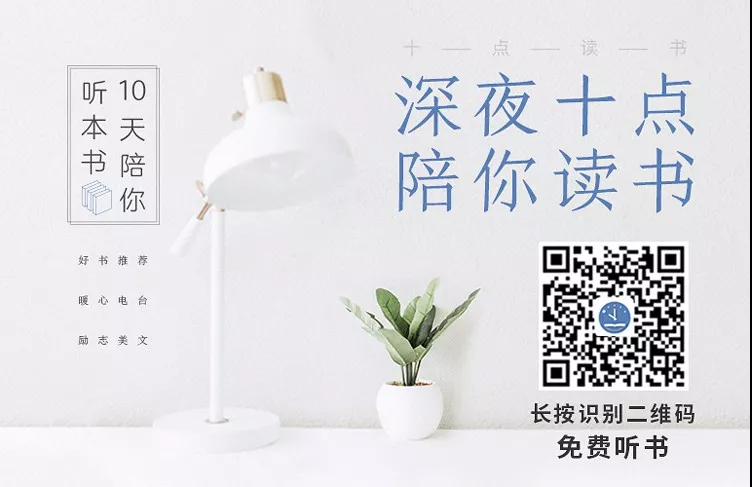 十点读书
深夜十点
陪你读书
10天陪你
听本书
好书推荐
暖心电台
励志美文
长按识别二维码
免费听书